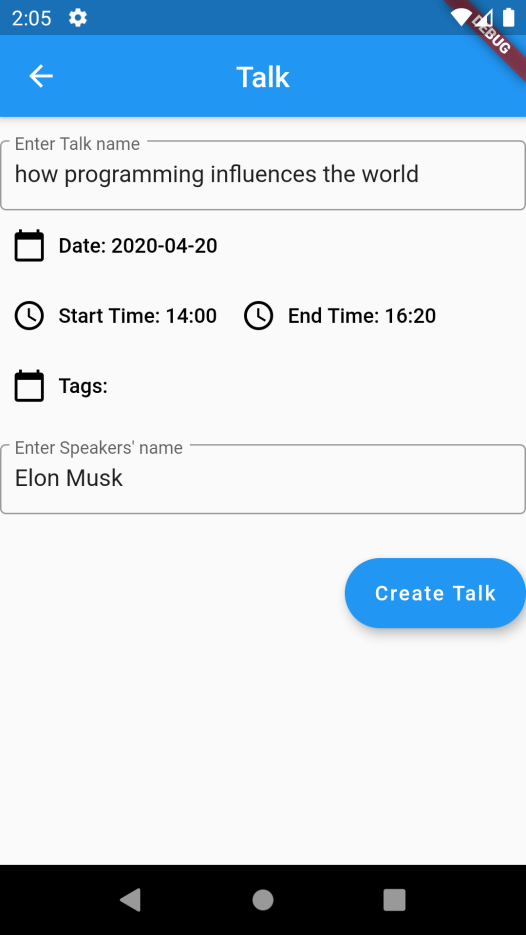 2:05
DEBUG
Talk
Enter Talk name
how programming influences the world
Date: 2020-04-20
Start Time: 14:00 End Time: 16:20
Tags:
Enter Speakers' name
Elon Musk
Create Talk